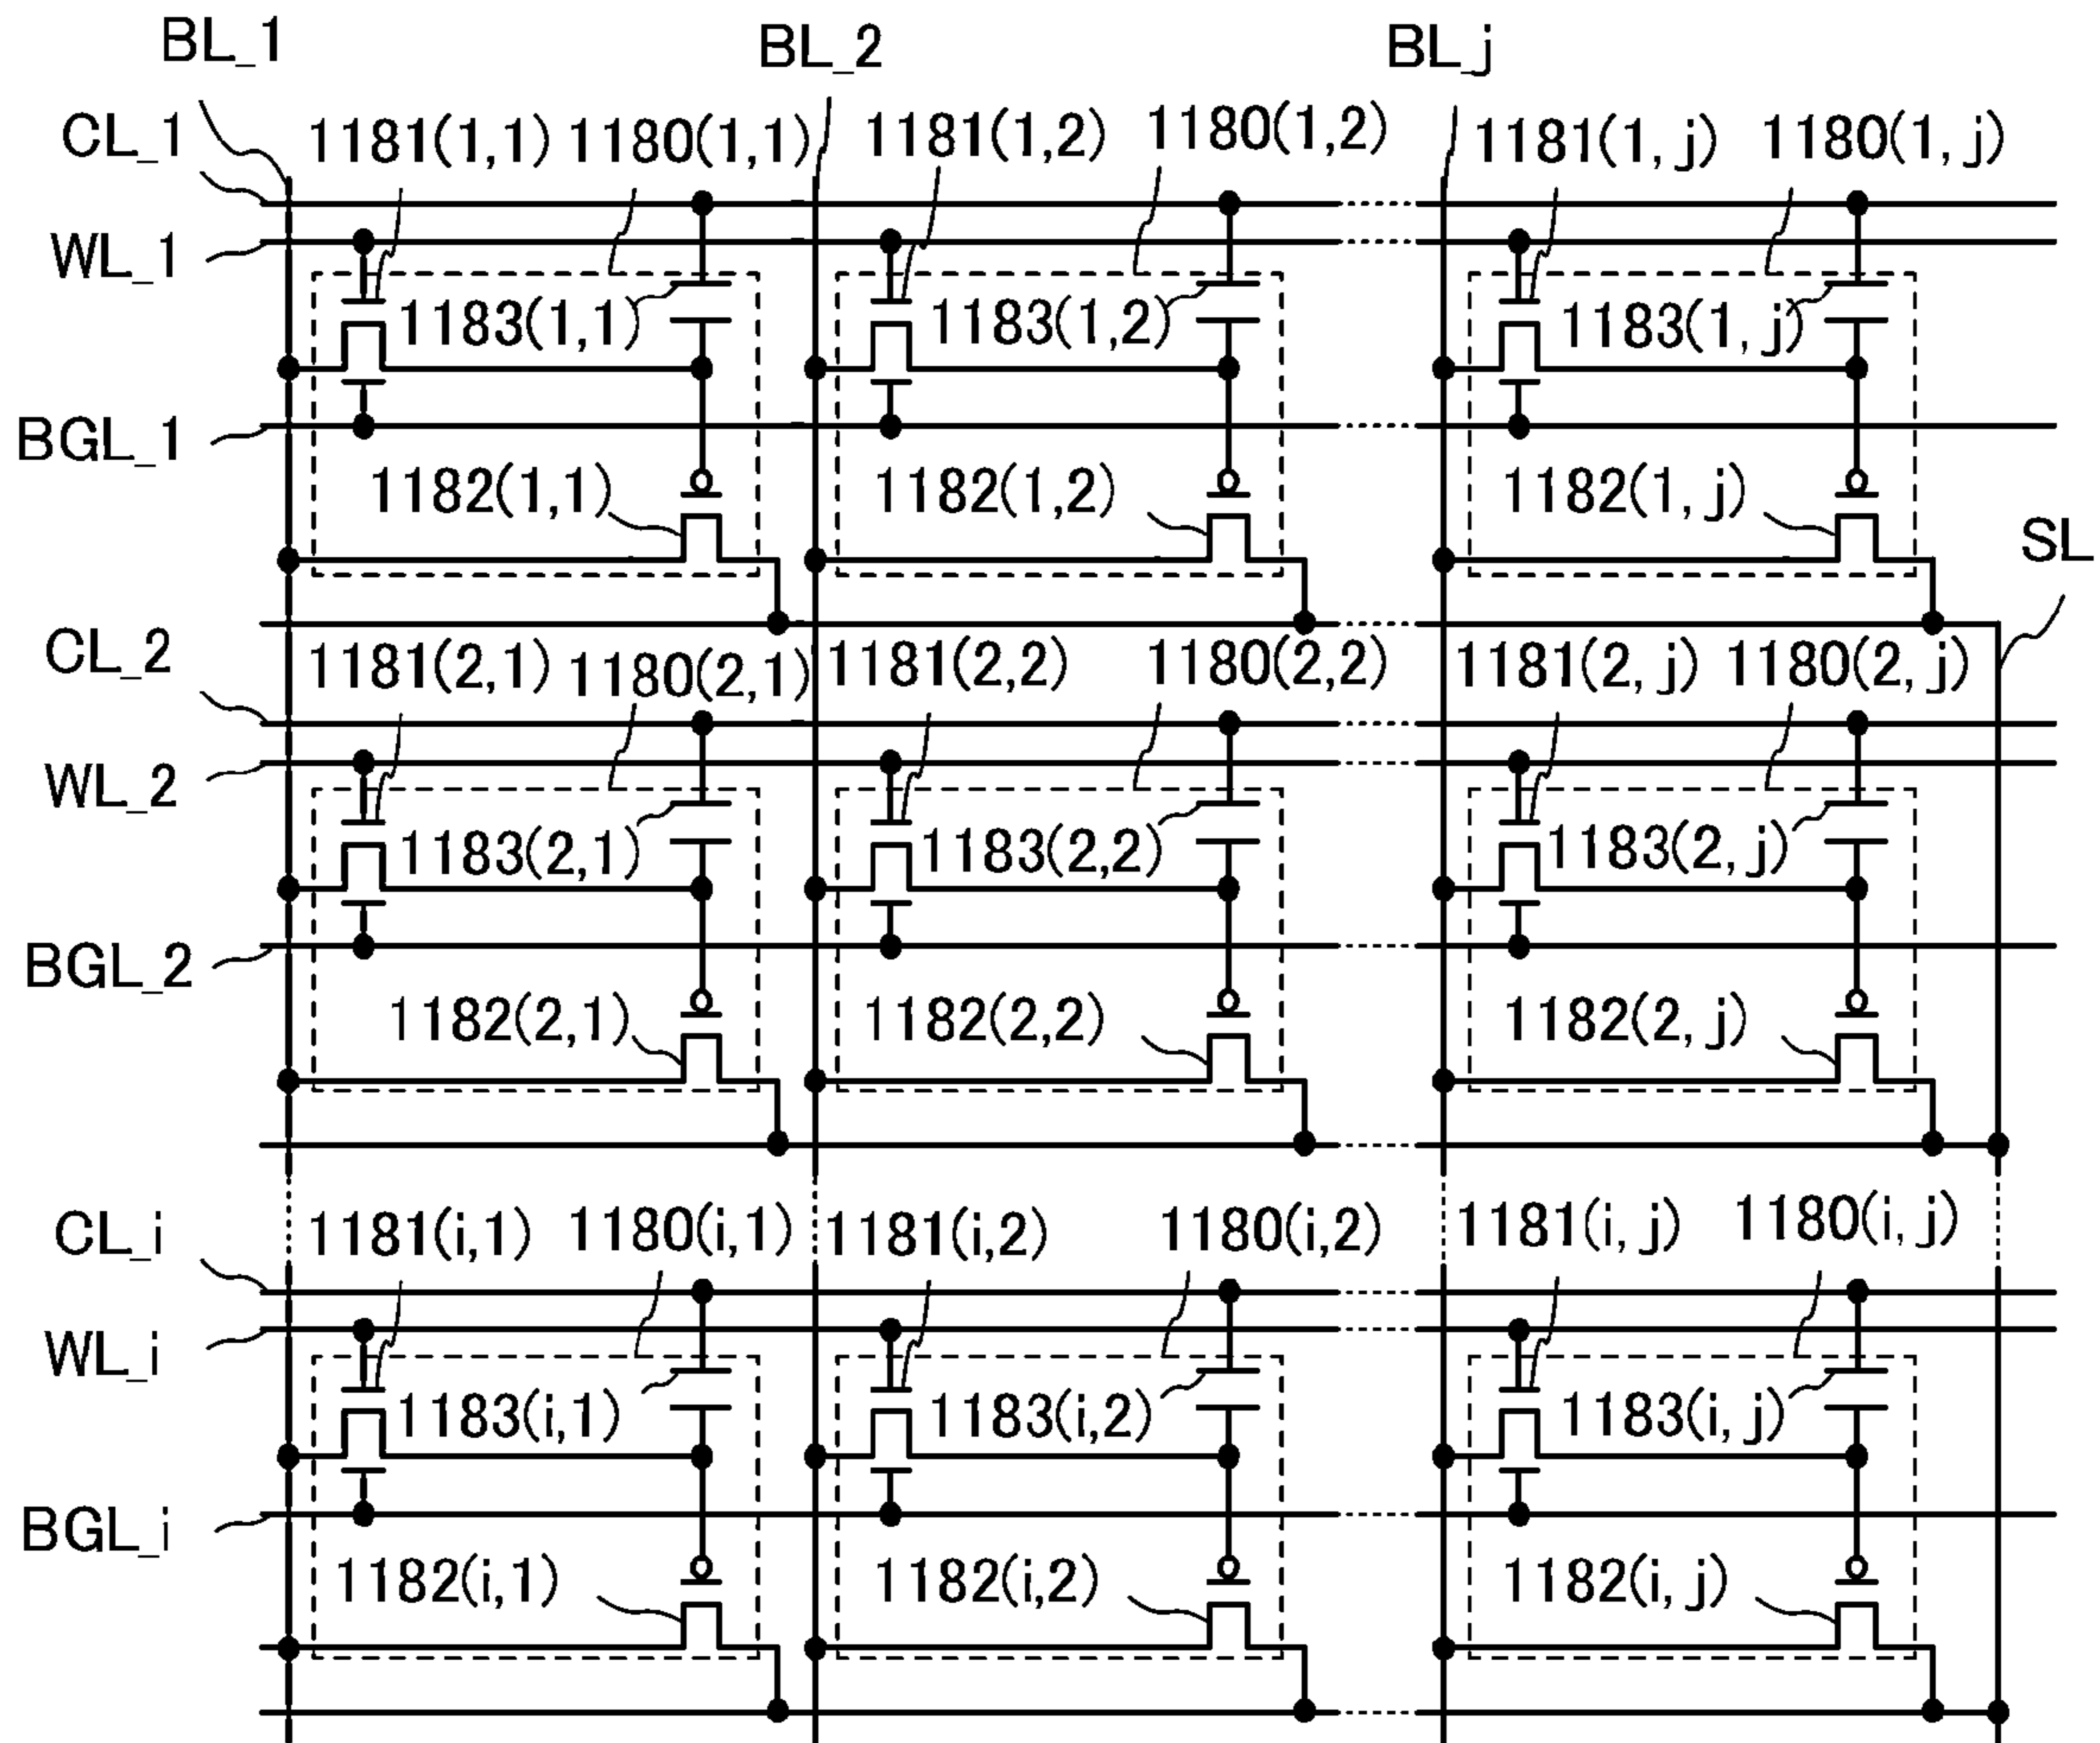 BL_1 BL_2 BL_j
CL_1 1181(1,1) 1180(1,1) 1181(1,2) 1180(1,2) 1181(1, j) 1180(1, j)
WL_1
1183(1,1) 1183(1,2) 1183(1, j)
BGL_1
1182(1,1) 1182(1,2) 1182(1, j)
SL
CL_2 1181(2,1) 1180(2,1) 1181(2,2) 1180(2,2) 1181(2, j) 1180(2, j)
WL_2
1183(2,1) 1183(2,2) 1183(2, j)
BGL_2
1182(2,1) 1182(2,2) 1182(2, j)
CL_i 1181(i,1) 1180(i,1) 1181(i,2) 1180(i,2) 1181(i, j) 1180(i, j)
WL_i
1183(i,1) 1183(i,2) 1183(i, j)
BGL_i
1182(i,1) 1182(i,2) 1182(i, j)